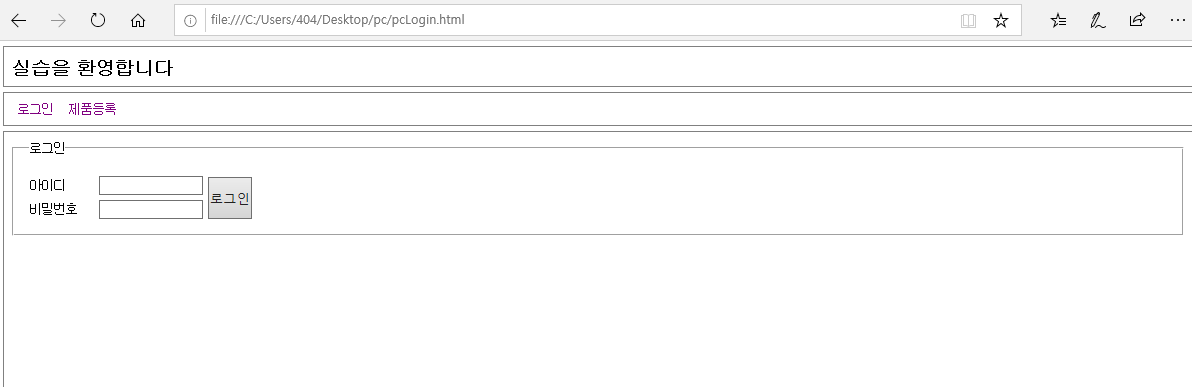 file:///C:/Users/404/Desktop/pc/pcLogin.html
실습을 환영합니다
로그인 제품등록
로그인
아이디
비밀번호
로그인